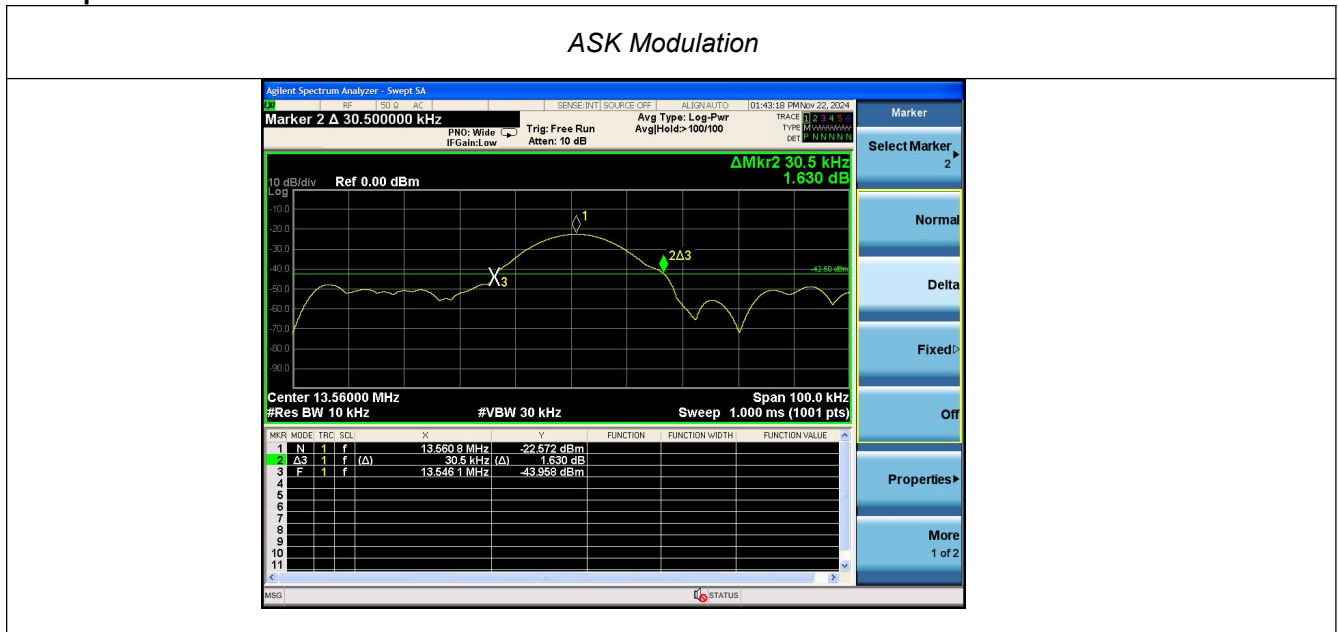 ASK Modulation
Agilent Spectrum Analyzer - Swept SA
LXI RF 50 Ω AC SENSE:INT SOURCE OFF ALIGN AUTO 01:43:18 PM Nov 22, 2024
Marker 2 Δ 30.500000 kHz
PNO: Wide
IFGain:Low
Trig: Free Run
Atten: 10 dB
Avg Type: Log-Pwr
Avg|Hold:>100/100
TRACE 1 2 3 4 5 6
TYPE MWWWWW
DET P N N N N N
ΔMkr2 30.5 kHz
1.630 dB
10 dB/div Ref 0.00 dBm
Log
-10.0
-20.0
-30.0
-40.0
-50.0
-60.0
-70.0
-80.0
-90.0
1
2Δ3
3
-42.50 dBm
Center 13.56000 MHz Span 100.0 kHz
#Res BW 10 kHz #VBW 30 kHz Sweep 1.000 ms (1001 pts)
MKR MODE TRC SCL X Y FUNCTION FUNCTION WIDTH FUNCTION VALUE
1 N 1 f 13.560 8 MHz -22.572 dBm
2 Δ3 1 f (Δ) 30.5 kHz (Δ) 1.630 dB
3 F 1 f 13.546 1 MHz -43.958 dBm
4
5
6
7
8
9
10
11
MSG STATUS
Marker
Select Marker
2
Normal
Delta
Fixed
Off
Properties
More
1 of 2